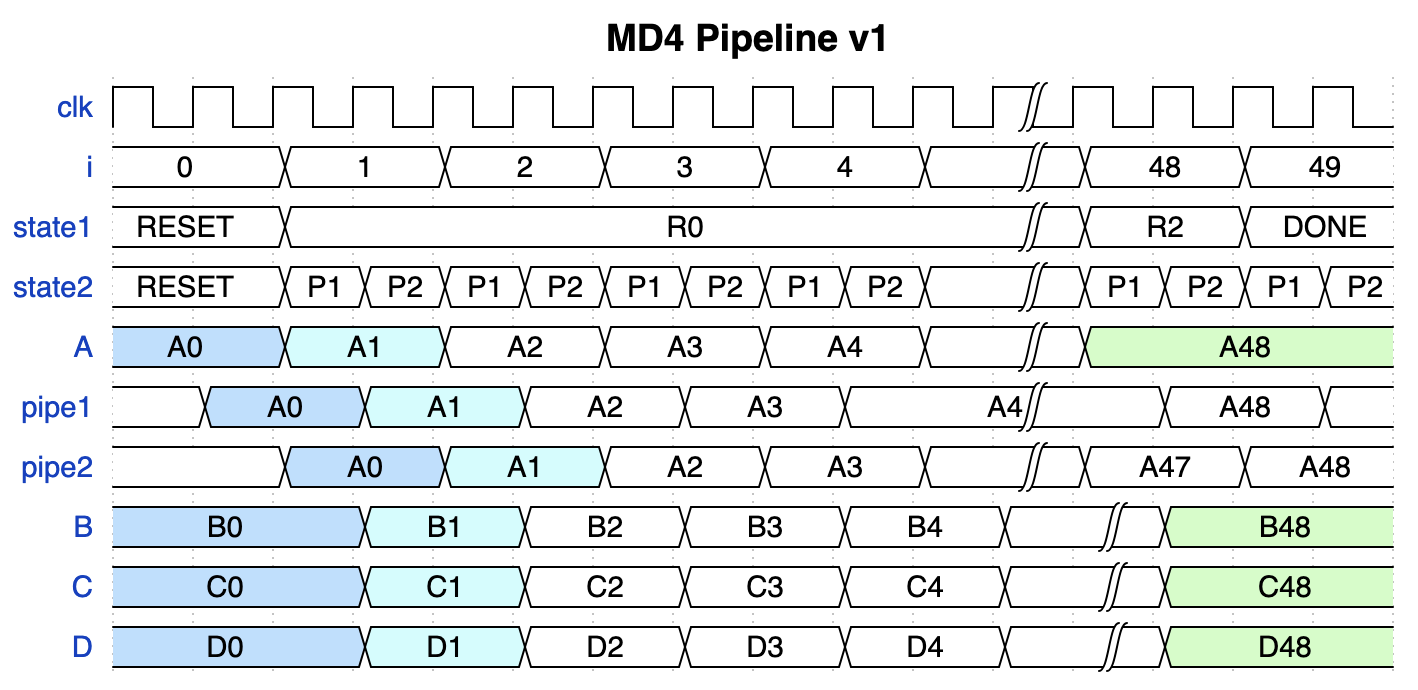 MD4 Pipeline v1
clk
i 0 1 2 3 4 48 49
state1 RESET R0 R2 DONE
state2 RESET P1 P2 P1 P2 P1 P2 P1 P2 P1 P2 P1 P2
A A0 A1 A2 A3 A4 A48
pipe1 A0 A1 A2 A3 A4 A48
pipe2 A0 A1 A2 A3 A47 A48
B B0 B1 B2 B3 B4 B48
C C0 C1 C2 C3 C4 C48
D D0 D1 D2 D3 D4 D48